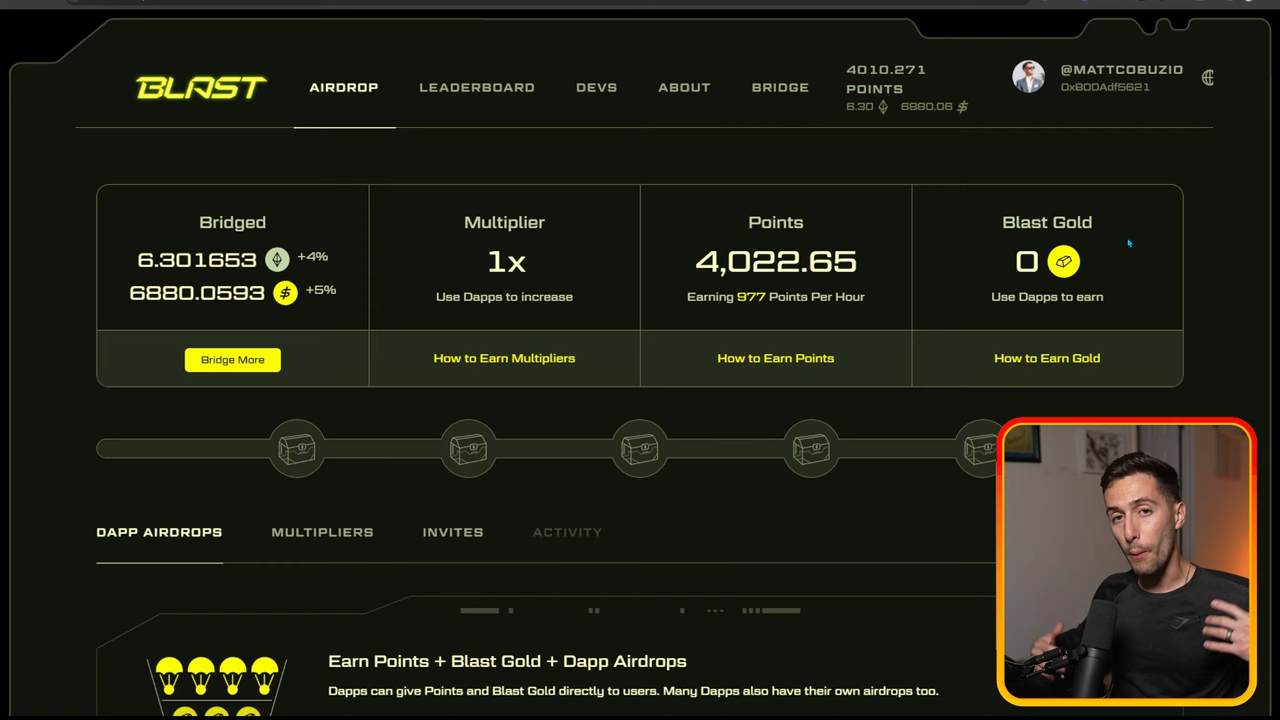 BLAST
AIRDROP
LEADERBOARD
DEVS
ABOUT
BRIDGE
4010.271
POINTS
6.30 6880.06
@MATTCOBUZIO
0xB00Adf5621
Bridged
6.301653 +4%
6880.0593 +5%
Bridge More
Multiplier
1x
Use Dapps to increase
How to Earn Multipliers
Points
4,022.65
Earning 977 Points Per Hour
How to Earn Points
Blast Gold
0
Use Dapps to earn
How to Earn Gold
DAPP AIRDROPS
MULTIPLIERS
INVITES
ACTIVITY
Earn Points + Blast Gold + Dapp Airdrops
Dapps can give Points and Blast Gold directly to users. Many Dapps also have their own airdrops too.